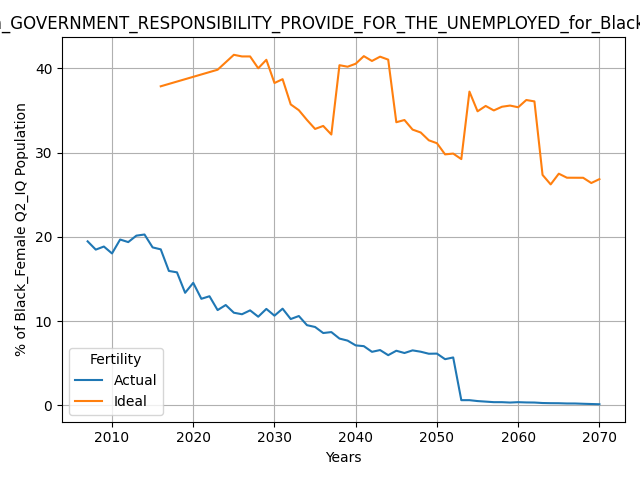 GOVERNMENT_RESPONSIBILITY_PROVIDE_FOR_THE_UNEMPLOYED_for_Black
% of Black_Female Q2_IQ Population
40
30
20
10
0
Fertility
Actual
Ideal
2010 2020 2030 2040 2050 2060 2070
Years